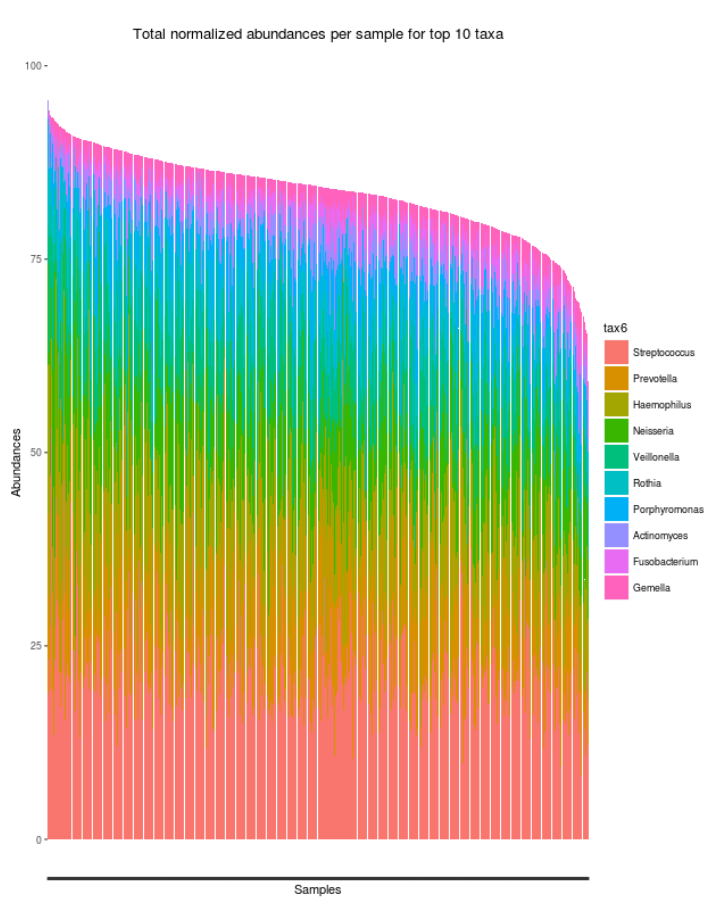 Total normalized abundances per sample for top 10 taxa
100
75
50
25
0
Abundances
Samples
tax6
Streptococcus
Prevotella
Haemophilus
Neisseria
Veillonella
Rothia
Porphyromonas
Actinomyces
Fusobacterium
Gemella